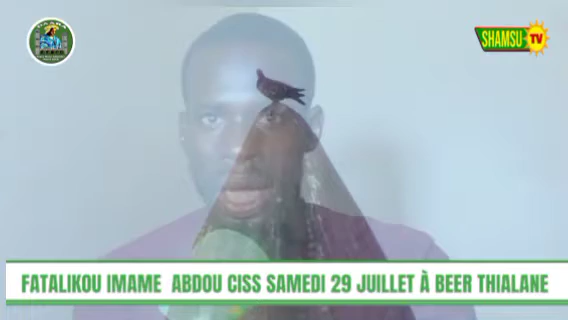 SHAMSU TV
FATALIKOU IMAME ABDOU CISS SAMEDI 29 JUILLET À BEER THIALANE